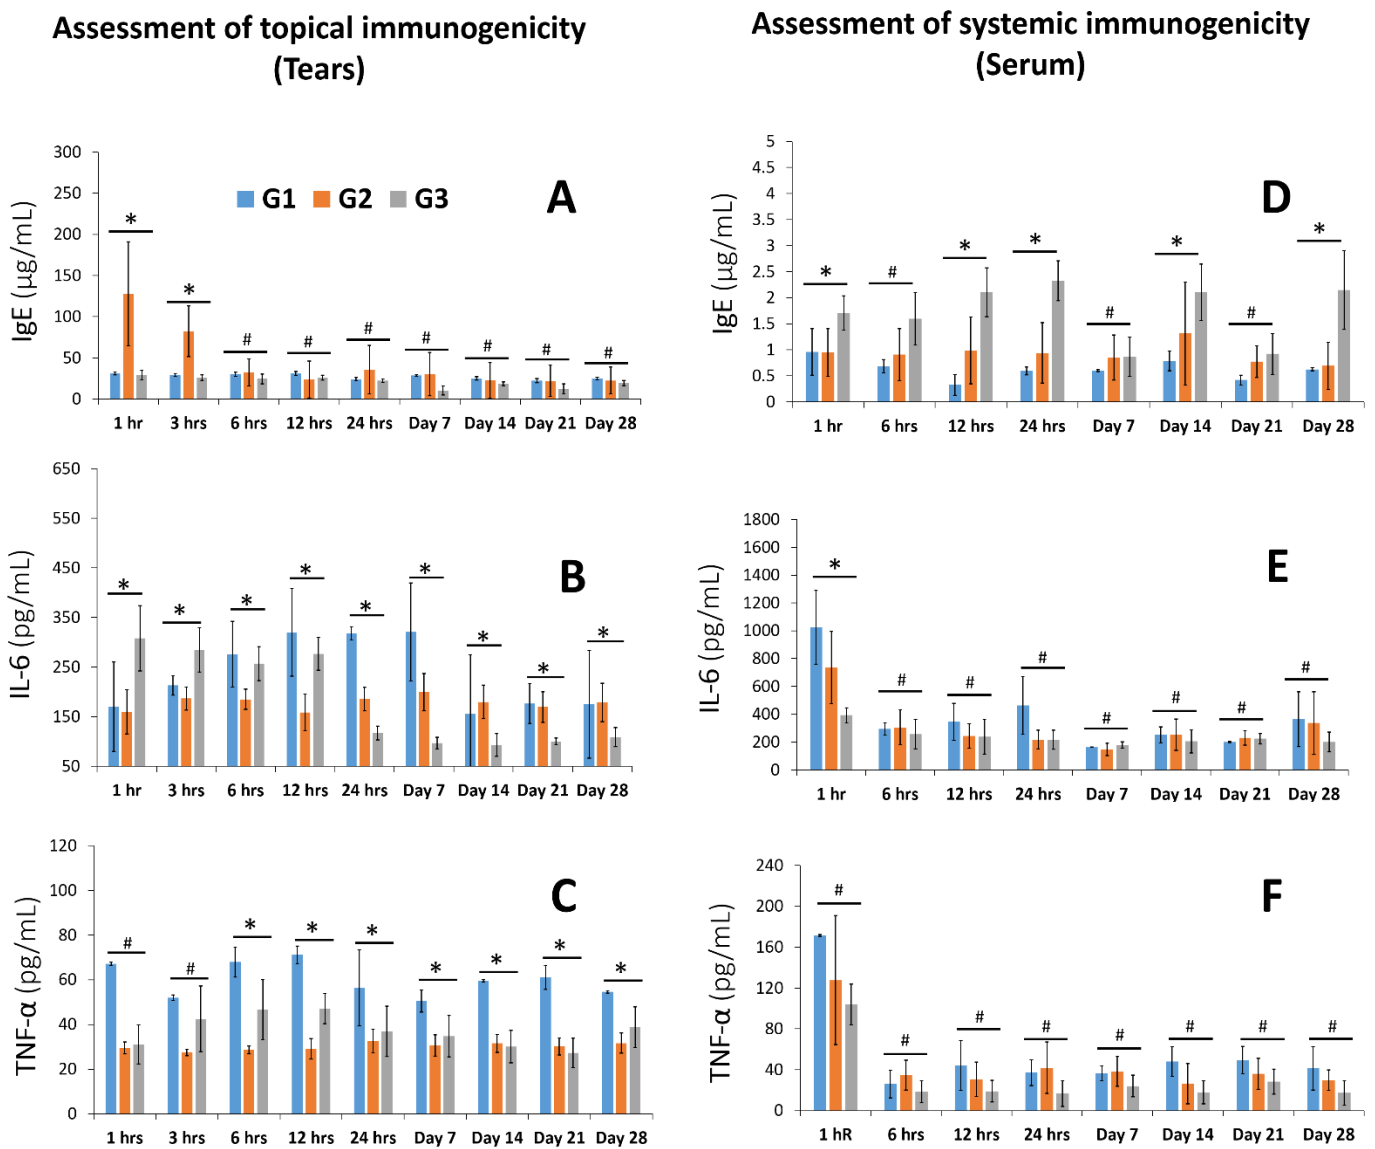 Assessment of topical immunogenicity
(Tears)
Assessment of systemic immunogenicity
(Serum)
IgE (µg/mL)
300
250
200
150
100
50
0
G1 G2 G3
A
* * # # # # # # #
1 hr 3 hrs 6 hrs 12 hrs 24 hrs Day 7 Day 14 Day 21 Day 28
IL-6 (pg/mL)
650
550
450
350
250
150
50
B
* * * * * * * * *
1 hr 3 hrs 6 hrs 12 hrs 24 hrs Day 7 Day 14 Day 21 Day 28
TNF-α (pg/mL)
120
100
80
60
40
20
0
C
# # * * * * * * *
1 hrs 3 hrs 6 hrs 12 hrs 24 hrs Day 7 Day 14 Day 21 Day 28
IgE (µg/mL)
5
4.5
4
3.5
3
2.5
2
1.5
1
0.5
0
D
* # * * # * # *
1 hr 6 hrs 12 hrs 24 hrs Day 7 Day 14 Day 21 Day 28
IL-6 (pg/mL)
1800
1600
1400
1200
1000
800
600
400
200
0
E
* # # # # # # #
1 hr 6 hrs 12 hrs 24 hrs Day 7 Day 14 Day 21 Day 28
TNF-α (pg/mL)
240
200
160
120
80
40
0
F
# # # # # # # #
1 hR 6 hrs 12 hrs 24 hrs Day 7 Day 14 Day 21 Day 28